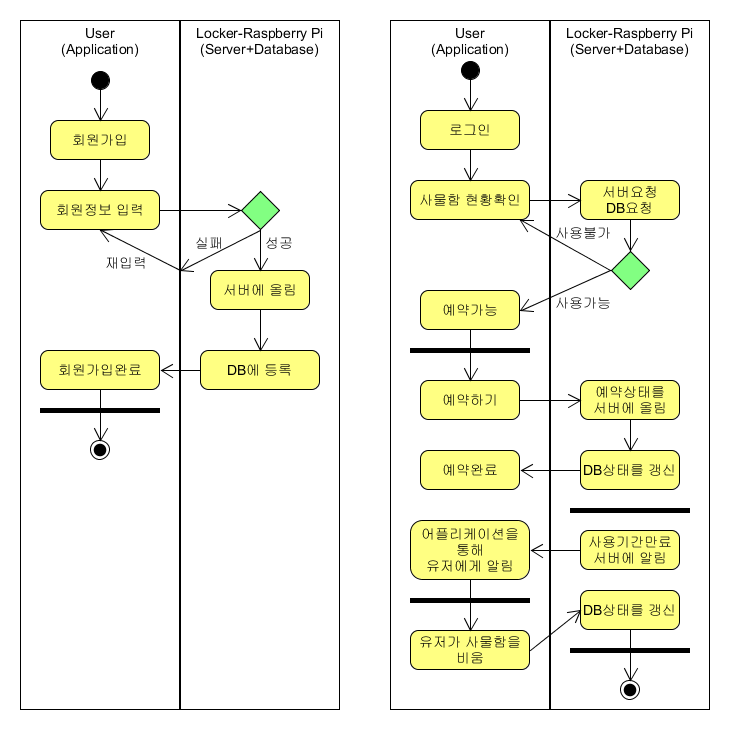 User
(Application)
Locker-Raspberry Pi
(Server+Database)
회원가입
회원정보 입력
실패
성공
재입력
서버에 올림
회원가입완료
DB에 등록
User
(Application)
Locker-Raspberry Pi
(Server+Database)
로그인
사물함 현황확인
서버요청
DB요청
사용불가
예약가능
사용가능
예약하기
예약상태를
서버에 올림
예약완료
DB상태를 갱신
어플리케이션을
통해
유저에게 알림
사용기간만료
서버에 알림
DB상태를 갱신
유저가 사물함을
비움